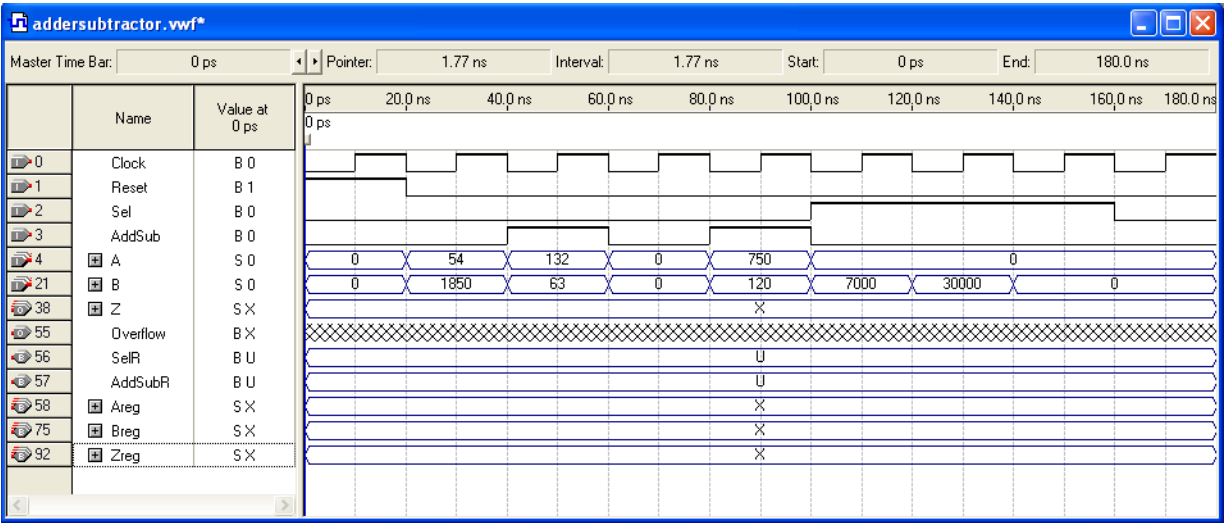 addersubtractor.vwf*
Master Time Bar: 0 ps Pointer: 1.77 ns Interval: 1.77 ns Start: 0 ps End: 180.0 ns
Name Value at 0 ps 0 ps 20.0 ns 40.0 ns 60.0 ns 80.0 ns 100.0 ns 120.0 ns 140.0 ns 160.0 ns 180.0 ns
0 ps
0 Clock B 0
1 Reset B 1
2 Sel B 0
3 AddSub B 0
4 A S 0 0 54 132 0 750 0
21 B S 0 0 1850 63 0 120 7000 30000 0
38 Z S X X
55 Overflow B X
56 SelR B U U
57 AddSubR B U U
58 Areg S X X
75 Breg S X X
92 Zreg S X X